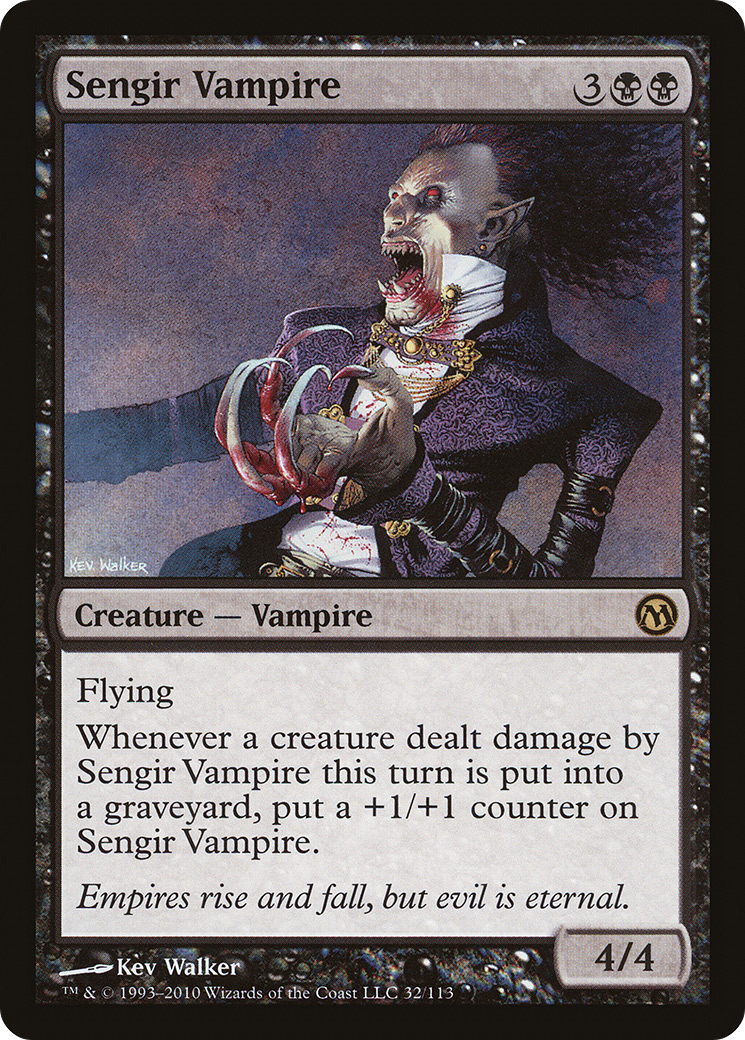 Sengir Vampire 3
KEV WALKER
Creature — Vampire
M
Flying
Whenever a creature dealt damage by
Sengir Vampire this turn is put into
a graveyard, put a +1/+1 counter on
Sengir Vampire.
Empires rise and fall, but evil is eternal.
4/4
Kev Walker
™ & © 1993–2010 Wizards of the Coast LLC 32/113